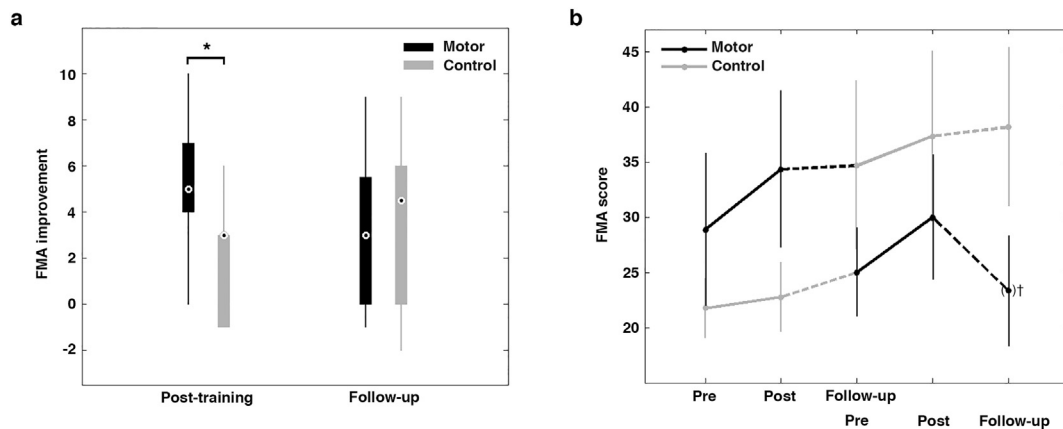 a
FMA improvement
10
8
6
4
2
0
-2
*
Motor
Control
Post-training
Follow-up
b
FMA score
45
40
35
30
25
20
Motor
Control
( )†
Pre
Post
Follow-up
Pre
Post
Follow-up